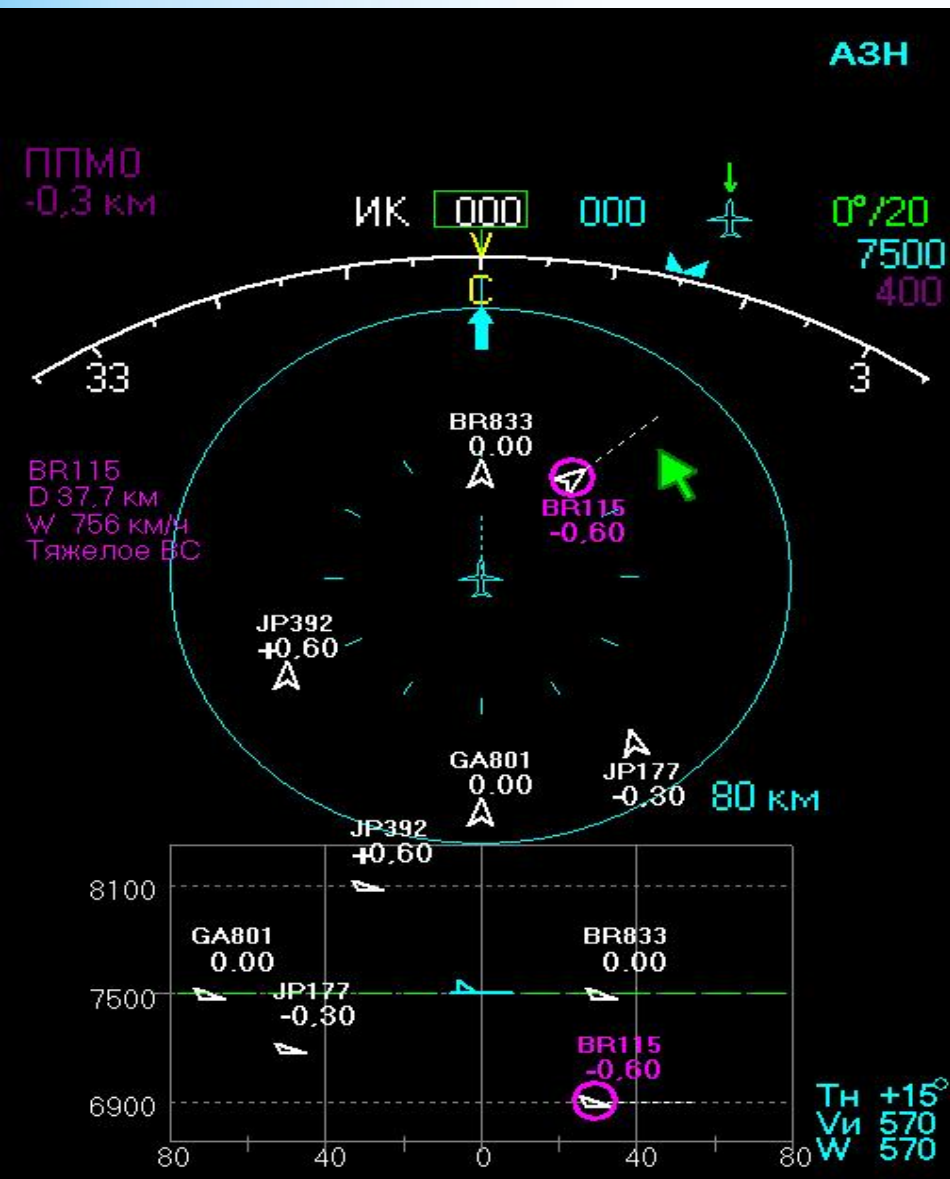 АЗН
ППМ0
-0,3 км
ИК 000 000 0°/20
7500
400
С
33 3
BR833
0.00
BR115
D 37,7 км
W 756 км/ч
Тяжелое ВС
BR115
-0,60
JP392
+0,60
GA801
0.00
JP177
-0,30
80 км
JP392
+0,60
8100
GA801
0.00
BR833
0.00
7500
JP177
-0,30
BR115
-0,60
6900
80 40 0 40 80
Тн +15°
Vи 570
W 570